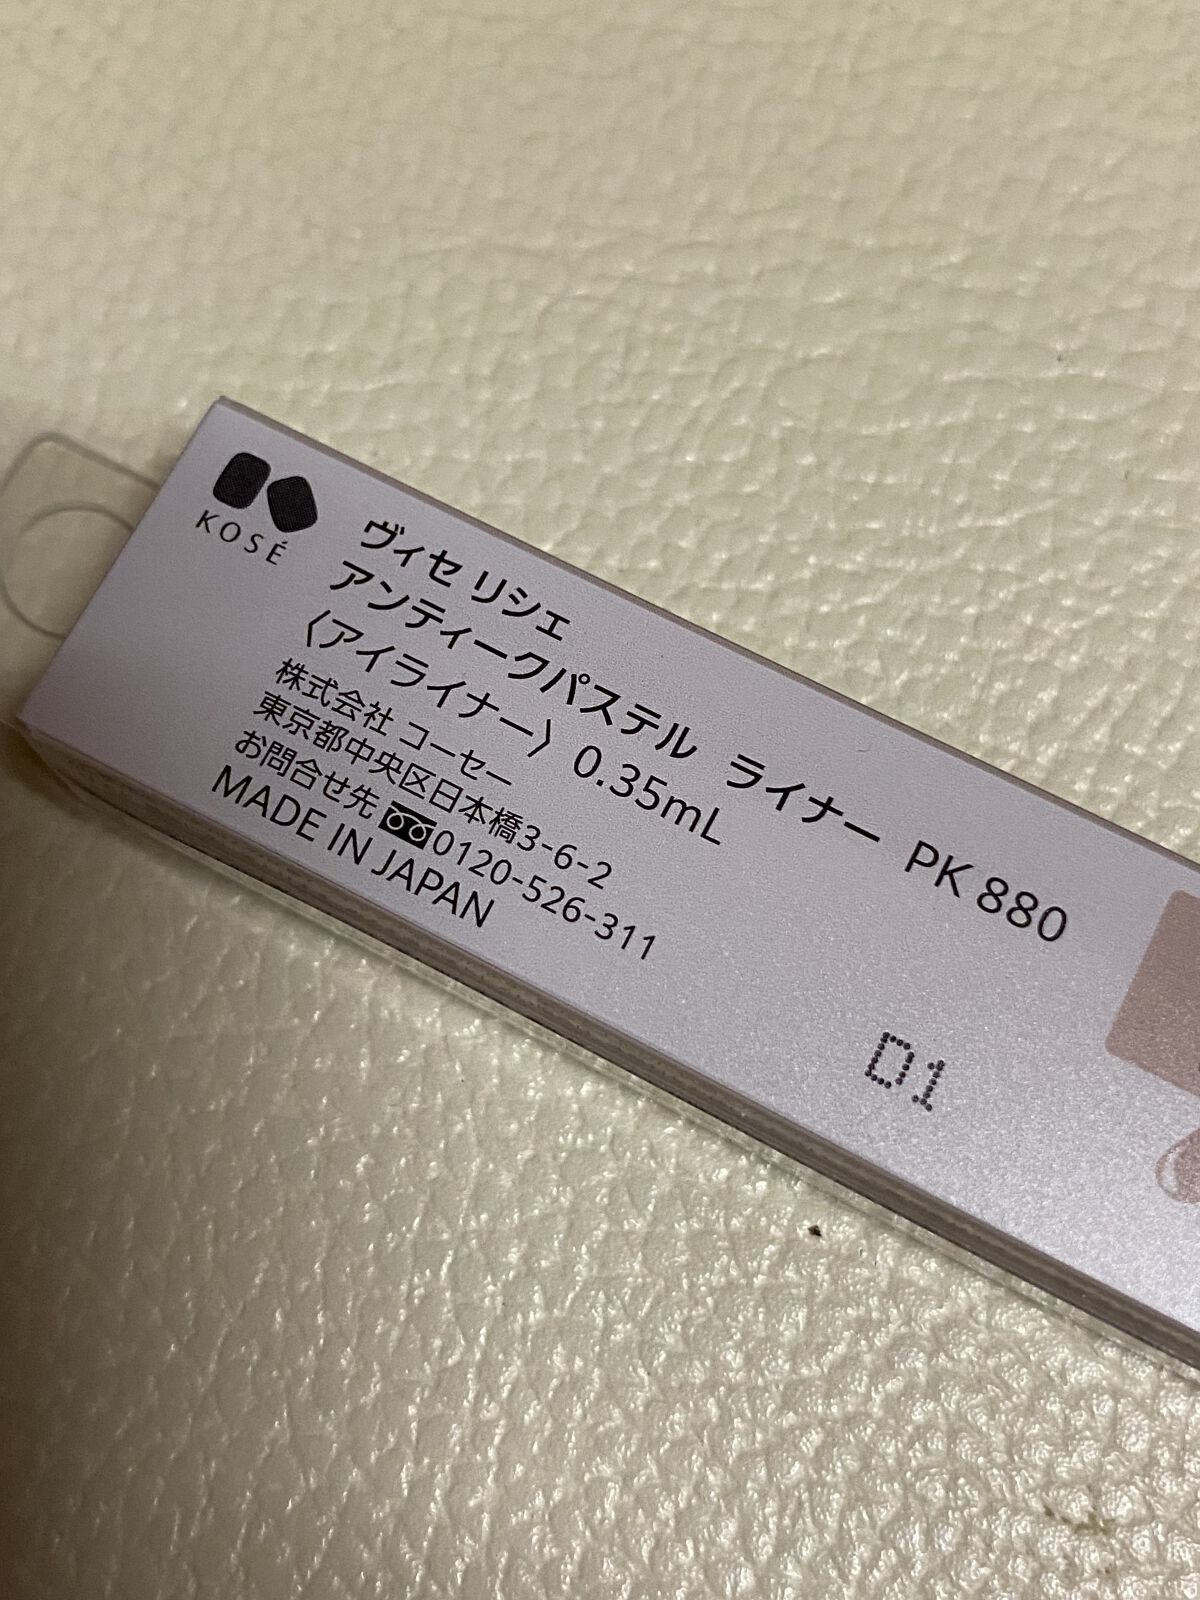 KOSÉ
ヴィセ リシェ
アンティークパステル ライナー PK 880
〈アイライナー〉 0.35mL
株式会社 コーセー
東京都中央区日本橋3-6-2
お問合せ先 0120-526-311
MADE IN JAPAN
D1